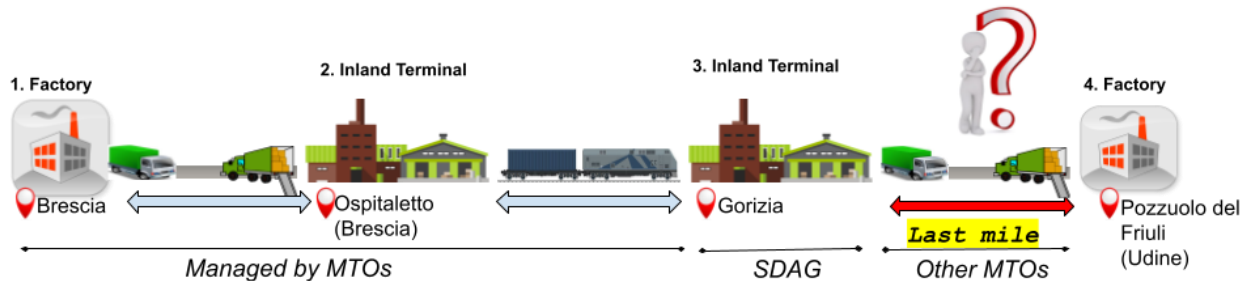 1. Factory
2. Inland Terminal
3. Inland Terminal
4. Factory
?
Brescia
Ospitaletto
(Brescia)
Gorizia
Pozzuolo del
Friuli
(Udine)
Last mile
Managed by MTOs
SDAG
Other MTOs